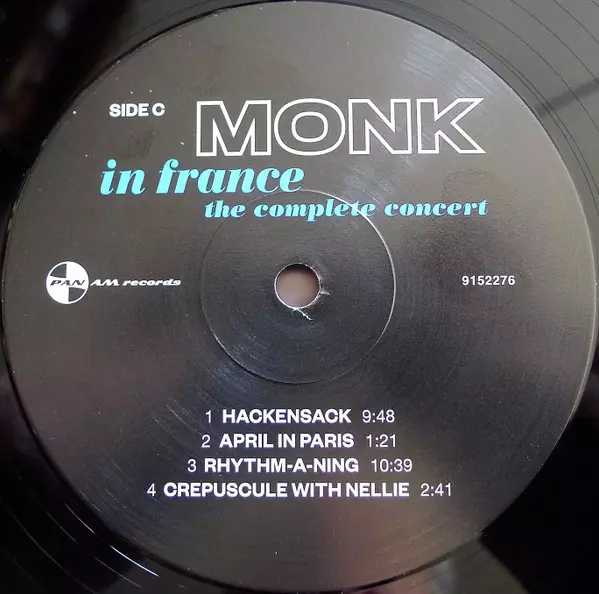 SIDE C
MONK
in france
the complete concert
PAN AM records
9152276
1 HACKENSACK 9:48
2 APRIL IN PARIS 1:21
3 RHYTHM-A-NING 10:39
4 CREPUSCULE WITH NELLIE 2:41